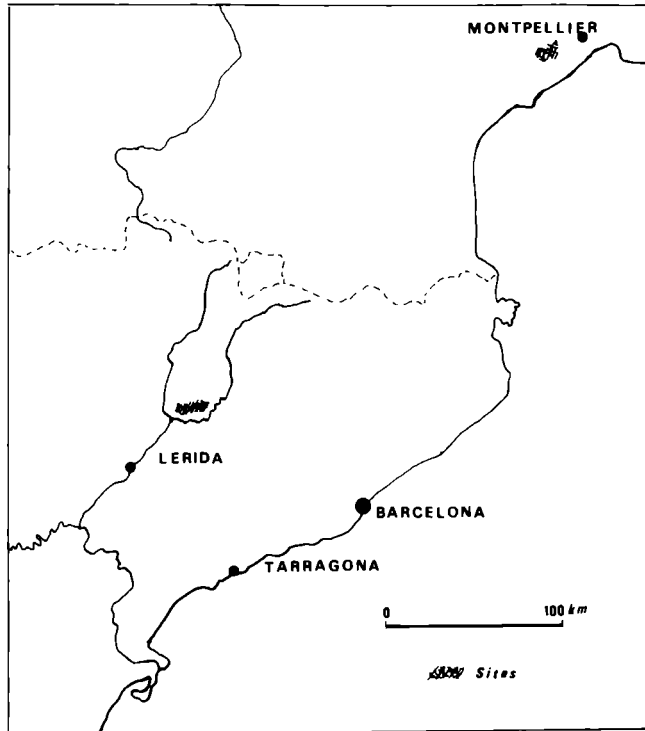 MONTPELLIER
LERIDA
BARCELONA
TARRAGONA
0 100 km
Sites